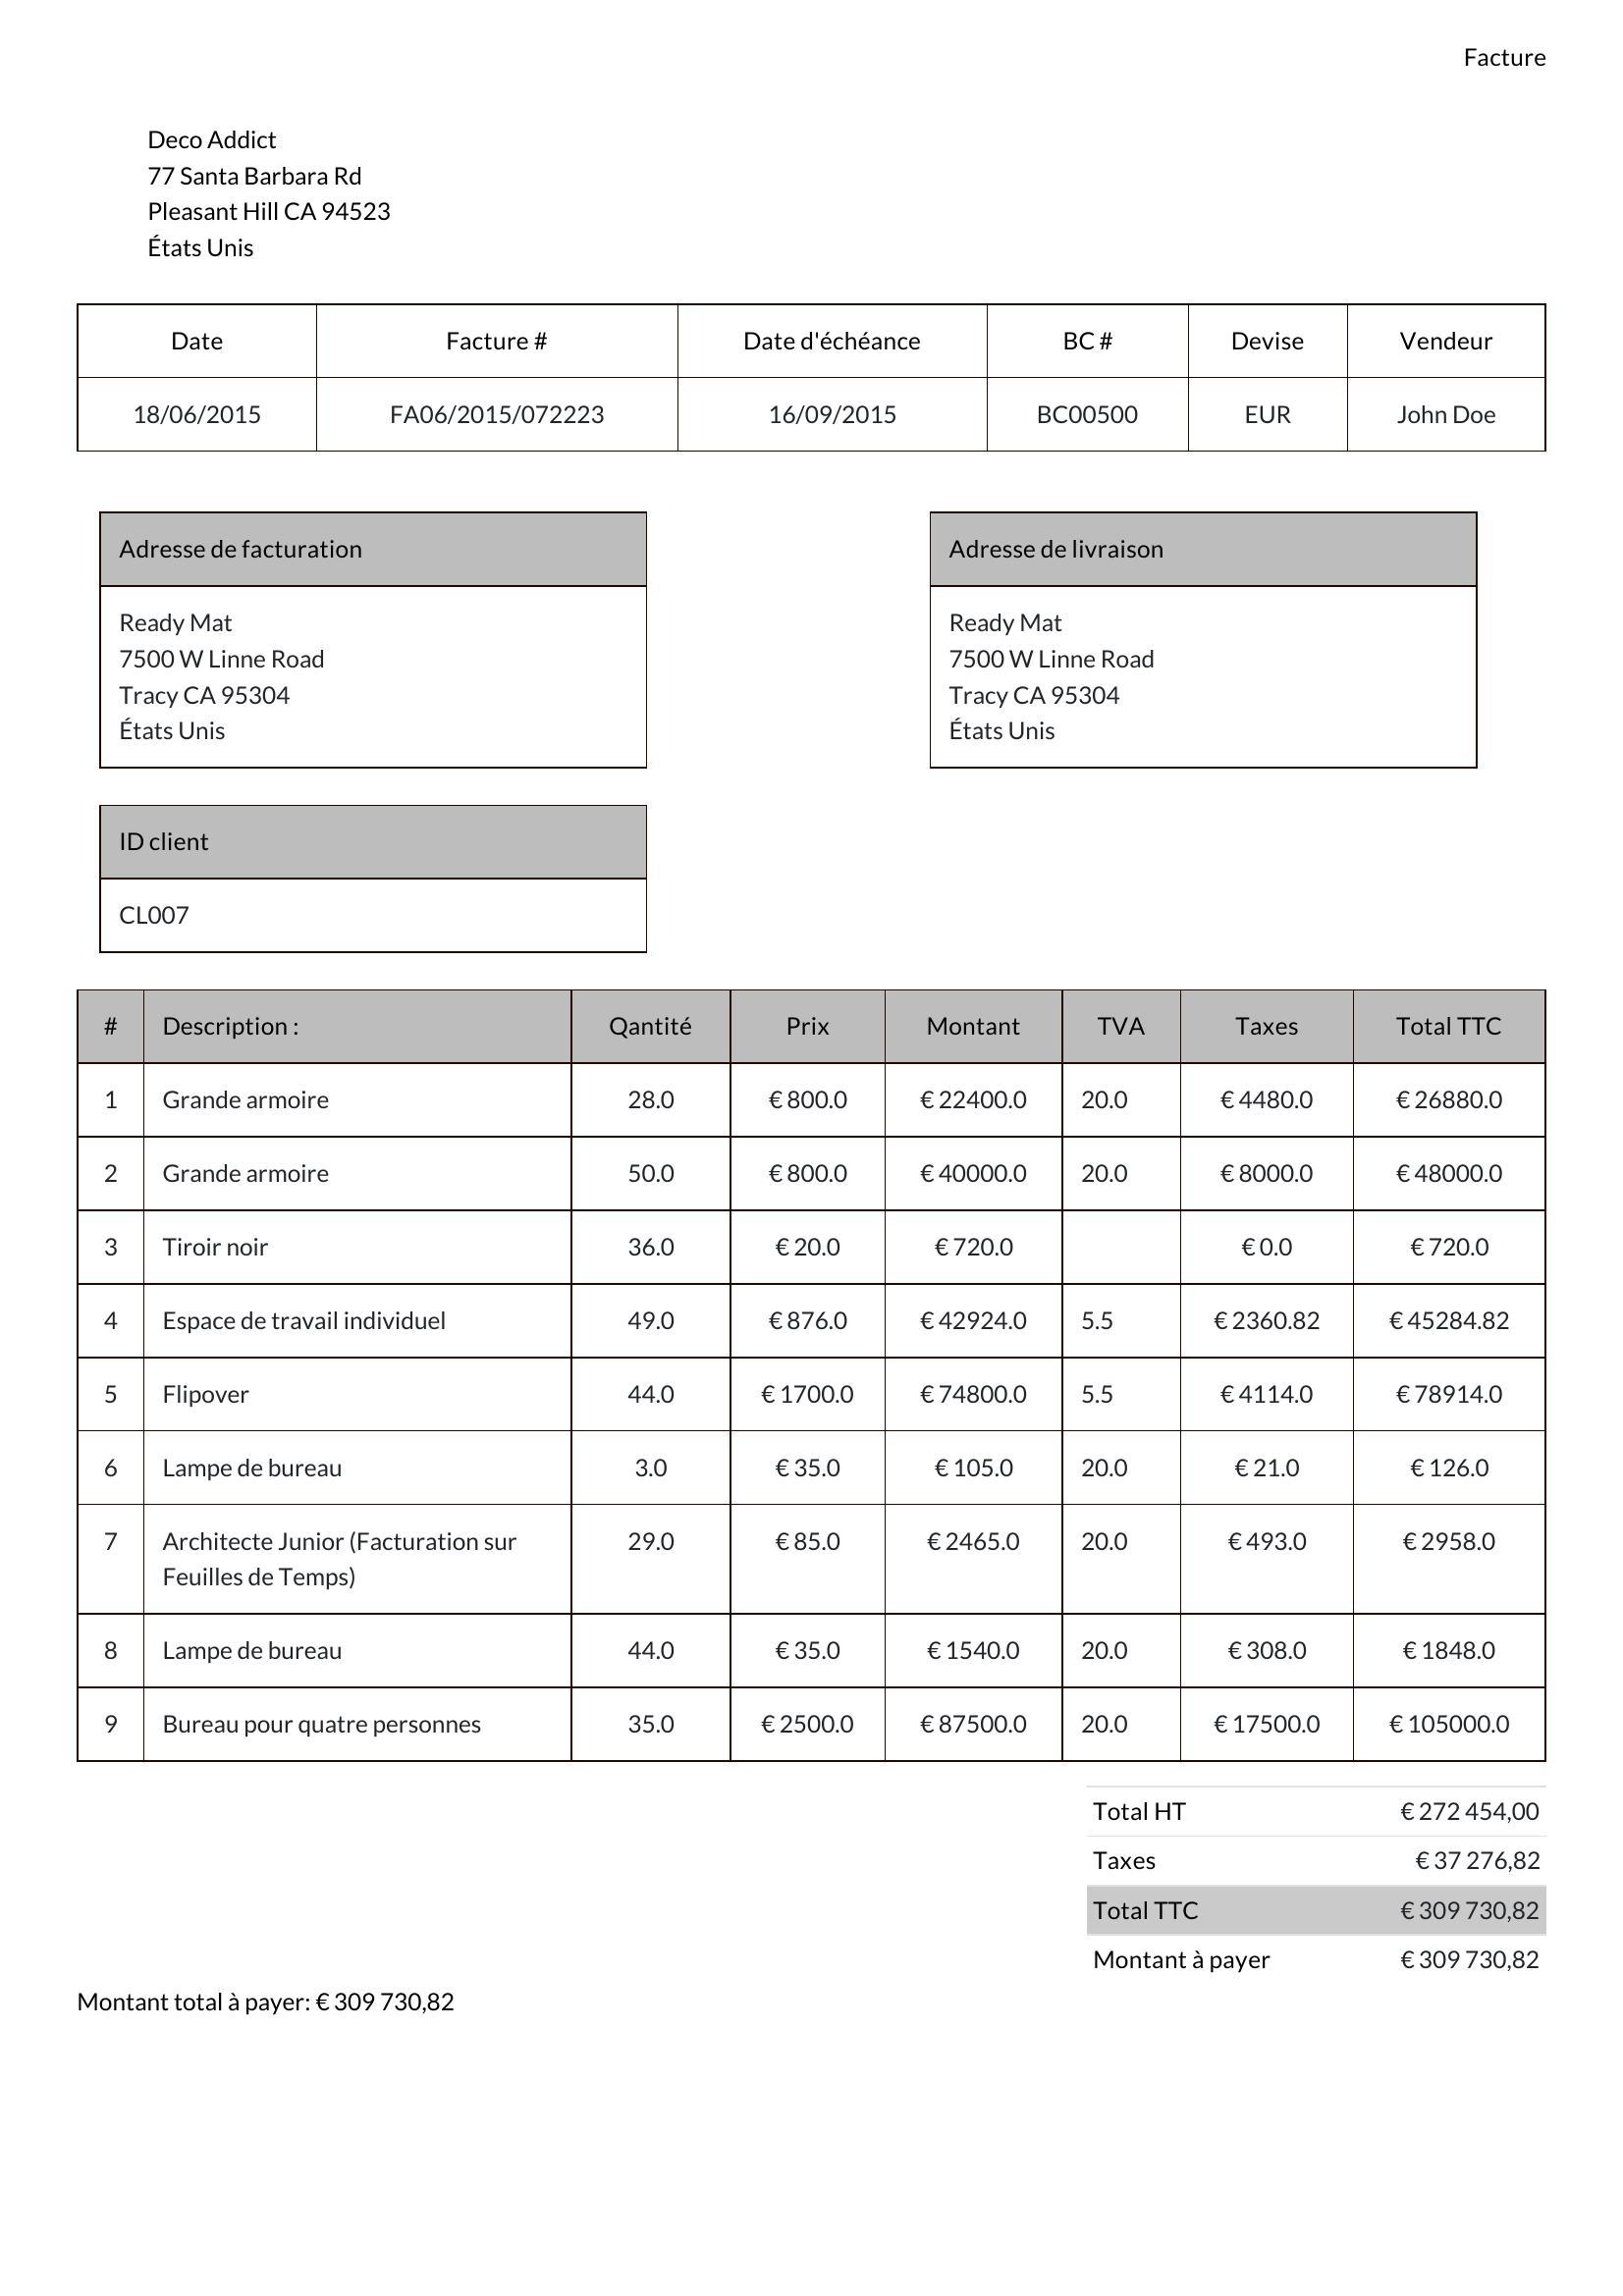 Facture
Deco Addict
77 Santa Barbara Rd
Pleasant Hill CA 94523
États Unis
Date Facture # Date d'échéance BC # Devise Vendeur
18/06/2015 FA06/2015/072223 16/09/2015 BC00500 EUR John Doe
Adresse de facturation
Ready Mat
7500 W Linne Road
Tracy CA 95304
États Unis
Adresse de livraison
Ready Mat
7500 W Linne Road
Tracy CA 95304
États Unis
ID client
CL007
# Description : Qantité Prix Montant TVA Taxes Total TTC
1 Grande armoire 28.0 € 800.0 € 22400.0 20.0 € 4480.0 € 26880.0
2 Grande armoire 50.0 € 800.0 € 40000.0 20.0 € 8000.0 € 48000.0
3 Tiroir noir 36.0 € 20.0 € 720.0 € 0.0 € 720.0
4 Espace de travail individuel 49.0 € 876.0 € 42924.0 5.5 € 2360.82 € 45284.82
5 Flipover 44.0 € 1700.0 € 74800.0 5.5 € 4114.0 € 78914.0
6 Lampe de bureau 3.0 € 35.0 € 105.0 20.0 € 21.0 € 126.0
7 Architecte Junior (Facturation sur 29.0 € 85.0 € 2465.0 20.0 € 493.0 € 2958.0
Feuilles de Temps)
8 Lampe de bureau 44.0 € 35.0 € 1540.0 20.0 € 308.0 € 1848.0
9 Bureau pour quatre personnes 35.0 € 2500.0 € 87500.0 20.0 € 17500.0 € 105000.0
Total HT € 272 454,00
Taxes € 37 276,82
Total TTC € 309 730,82
Montant à payer € 309 730,82
Montant total à payer: € 309 730,82